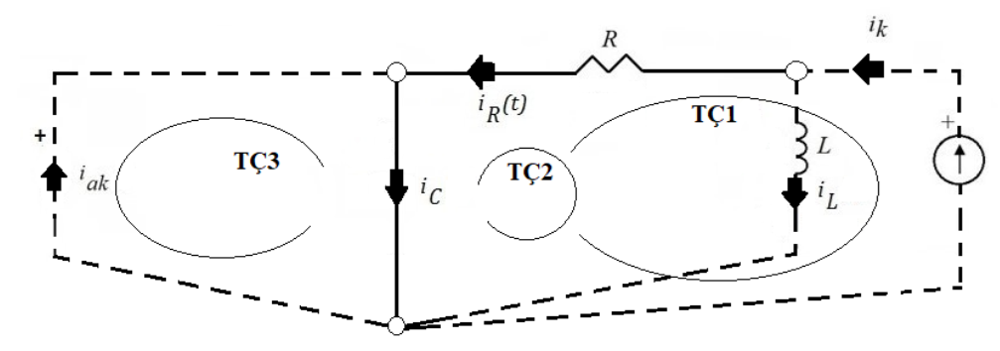 i_k
R
i_R(t)
TÇ1
+
+
TÇ3
TÇ2
L
i_ak
i_C
i_L